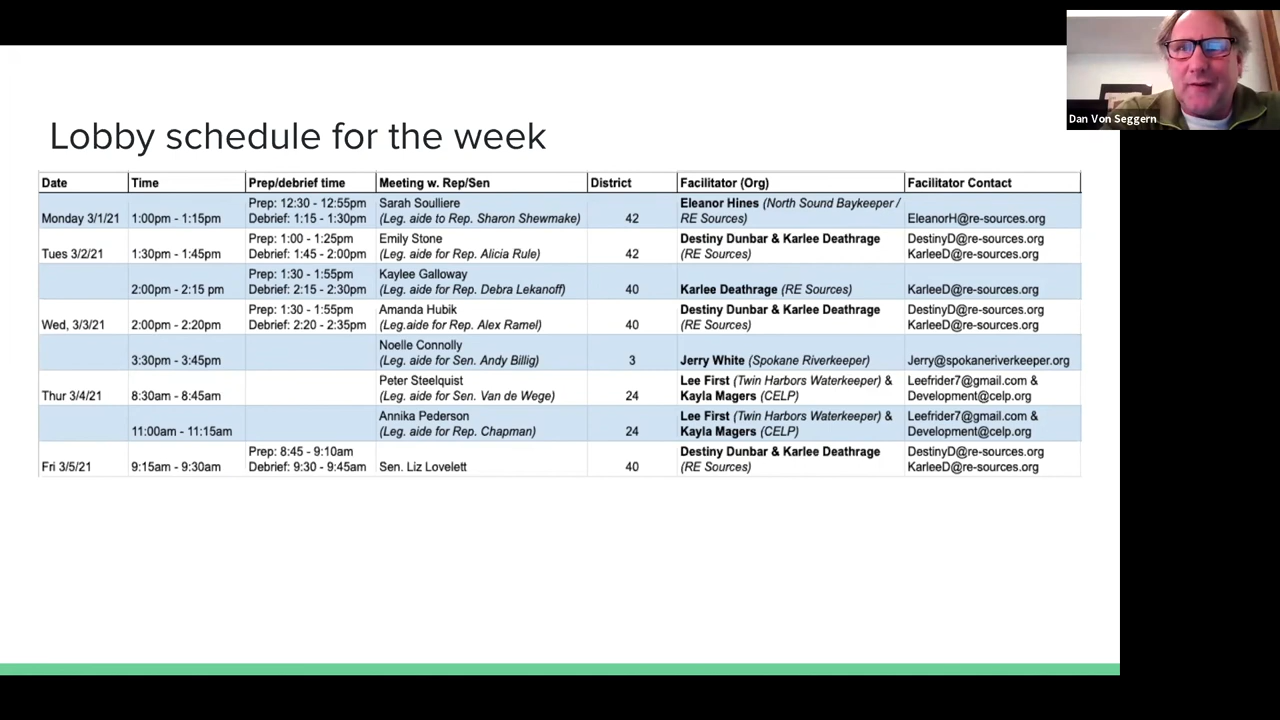 Dan Von Seggern
Lobby schedule for the week
Date Time Prep/debrief time Meeting w. Rep/Sen District Facilitator (Org) Facilitator Contact
Prep: 12:30 - 12:55pm Sarah Soulliere Eleanor Hines (North Sound Baykeeper /
Monday 3/1/21 1:00pm - 1:15pm Debrief: 1:15 - 1:30pm (Leg. aide to Rep. Sharon Shewmake) 42 RE Sources) EleanorH@re-sources.org
Prep: 1:00 - 1:25pm Emily Stone Destiny Dunbar & Karlee Deathrage DestinyD@re-sources.org
Tues 3/2/21 1:30pm - 1:45pm Debrief: 1:45 - 2:00pm (Leg. aide for Rep. Alicia Rule) 42 (RE Sources) KarleeD@re-sources.org
Prep: 1:30 - 1:55pm Kaylee Galloway
2:00pm - 2:15 pm Debrief: 2:15 - 2:30pm (Leg. aide for Rep. Debra Lekanoff) 40 Karlee Deathrage (RE Sources) KarleeD@re-sources.org
Prep: 1:30 - 1:55pm Amanda Hubik Destiny Dunbar & Karlee Deathrage DestinyD@re-sources.org
Wed, 3/3/21 2:00pm - 2:20pm Debrief: 2:20 - 2:35pm (Leg.aide for Rep. Alex Ramel) 40 (RE Sources) KarleeD@re-sources.org
Noelle Connolly
3:30pm - 3:45pm (Leg. aide for Sen. Andy Billig) 3 Jerry White (Spokane Riverkeeper) Jerry@spokaneriverkeeper.org
Peter Steelquist Lee First (Twin Harbors Waterkeeper) & Leefrider7@gmail.com &
Thur 3/4/21 8:30am - 8:45am (Leg. aide for Sen. Van de Wege) 24 Kayla Magers (CELP) Development@celp.org
Annika Pederson Lee First (Twin Harbors Waterkeeper) & Leefrider7@gmail.com &
11:00am - 11:15am (Leg. aide for Rep. Chapman) 24 Kayla Magers (CELP) Development@celp.org
Prep: 8:45 - 9:10am Destiny Dunbar & Karlee Deathrage DestinyD@re-sources.org
Fri 3/5/21 9:15am - 9:30am Debrief: 9:30 - 9:45am Sen. Liz Lovelett 40 (RE Sources) KarleeD@re-sources.org